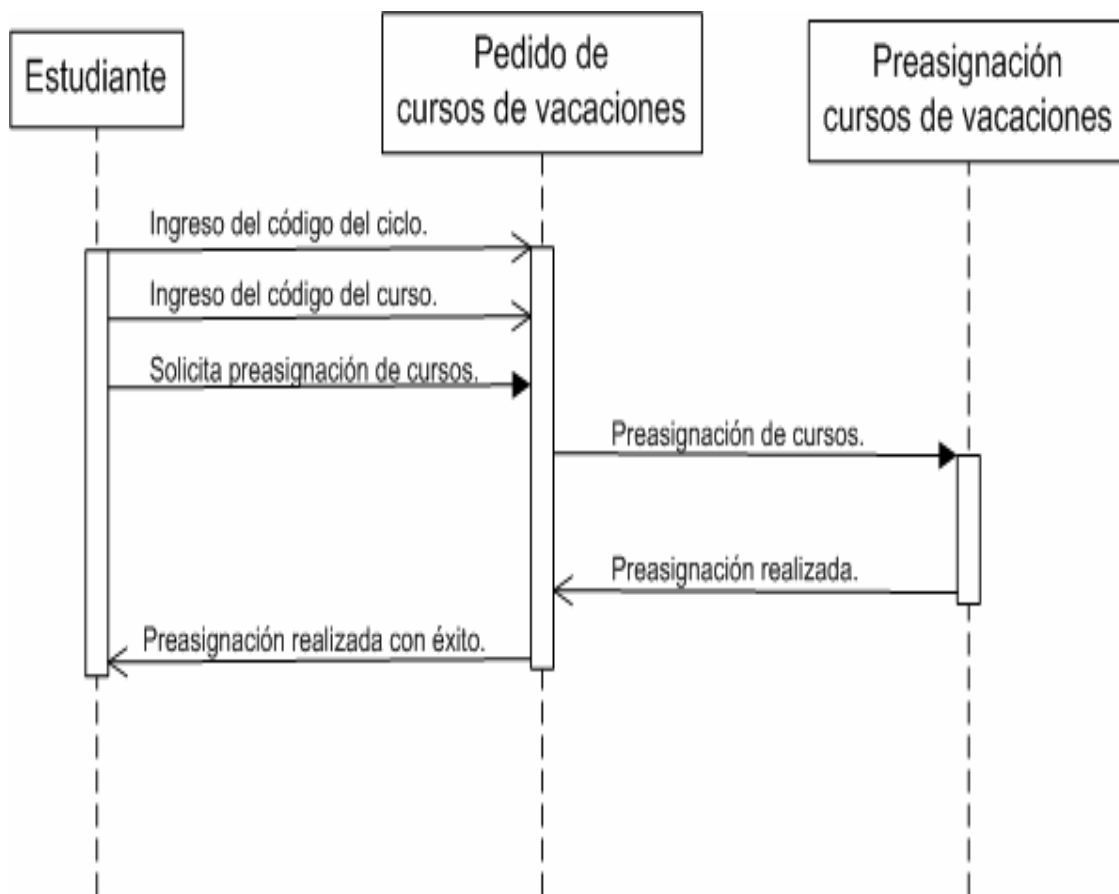 Estudiante
Pedido de
cursos de vacaciones
Preasignación
cursos de vacaciones
Ingreso del código del ciclo.
Ingreso del código del curso.
Solicita preasignación de cursos.
Preasignación de cursos.
Preasignación realizada.
Preasignación realizada con éxito.